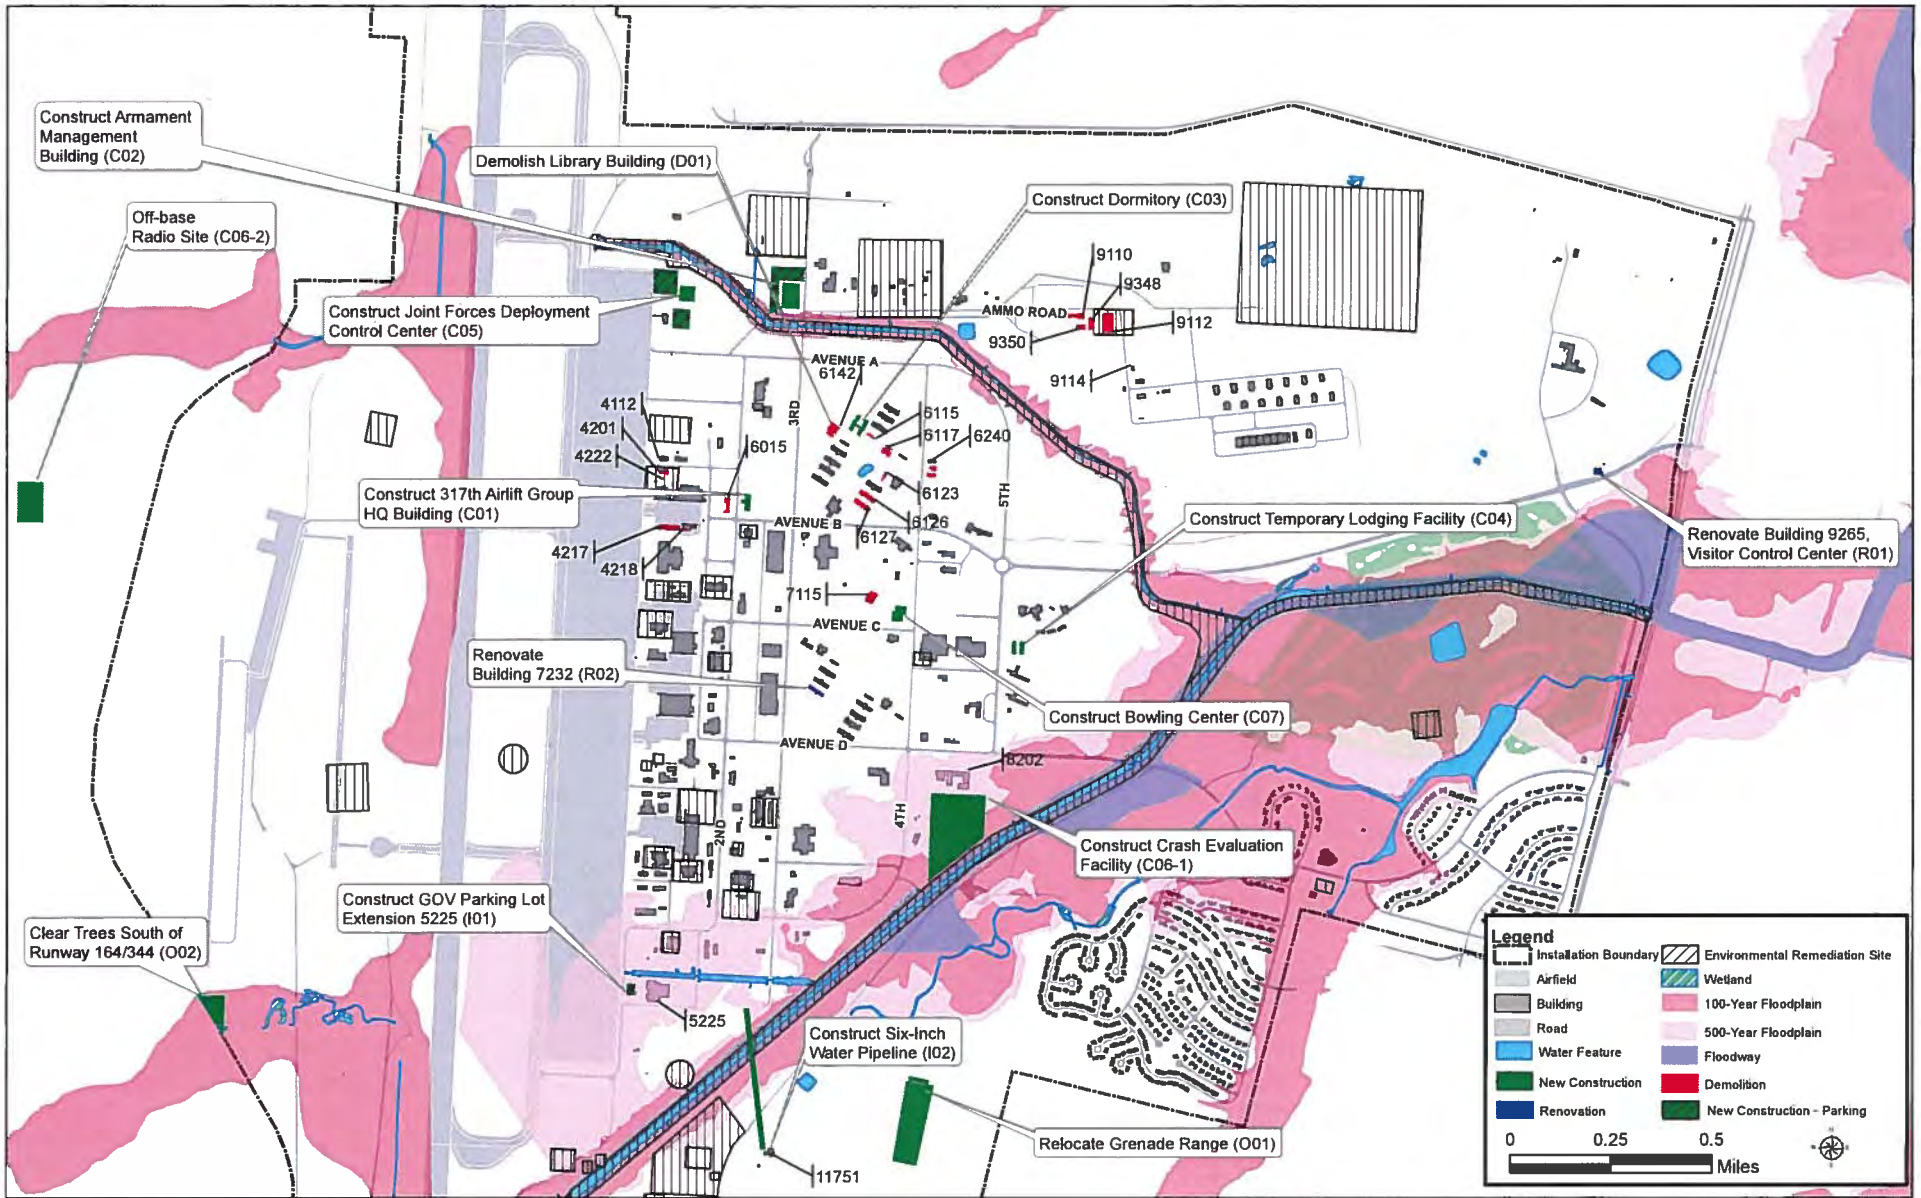 Construct Armament
Management
Building (C02)
Demolish Library Building (D01)
Construct Dormitory (C03)
Off-base
Radio Site (C06-2)
Construct Joint Forces Deployment
Control Center (C05)
9110
9348
AMMO ROAD
9112
9350
9114
AVENUE A
6142
3RD
4112
4201
4222
6015
6115
6117
6240
6123
6126
6127
5TH
Construct 317th Airlift Group
HQ Building (C01)
AVENUE B
4217
4218
Construct Temporary Lodging Facility (C04)
Renovate Building 9265,
Visitor Control Center (R01)
7115
AVENUE C
Renovate
Building 7232 (R02)
Construct Bowling Center (C07)
AVENUE D
8202
4TH
2ND
Construct Crash Evaluation
Facility (C06-1)
Construct GOV Parking Lot
Extension 5225 (I01)
Clear Trees South of
Runway 164/344 (O02)
5225
Construct Six-Inch
Water Pipeline (I02)
Relocate Grenade Range (O01)
11751
Legend
Installation Boundary
Environmental Remediation Site
Airfield
Wetland
Building
100-Year Floodplain
Road
500-Year Floodplain
Water Feature
Floodway
New Construction
Demolition
Renovation
New Construction - Parking
0 0.25 0.5
Miles